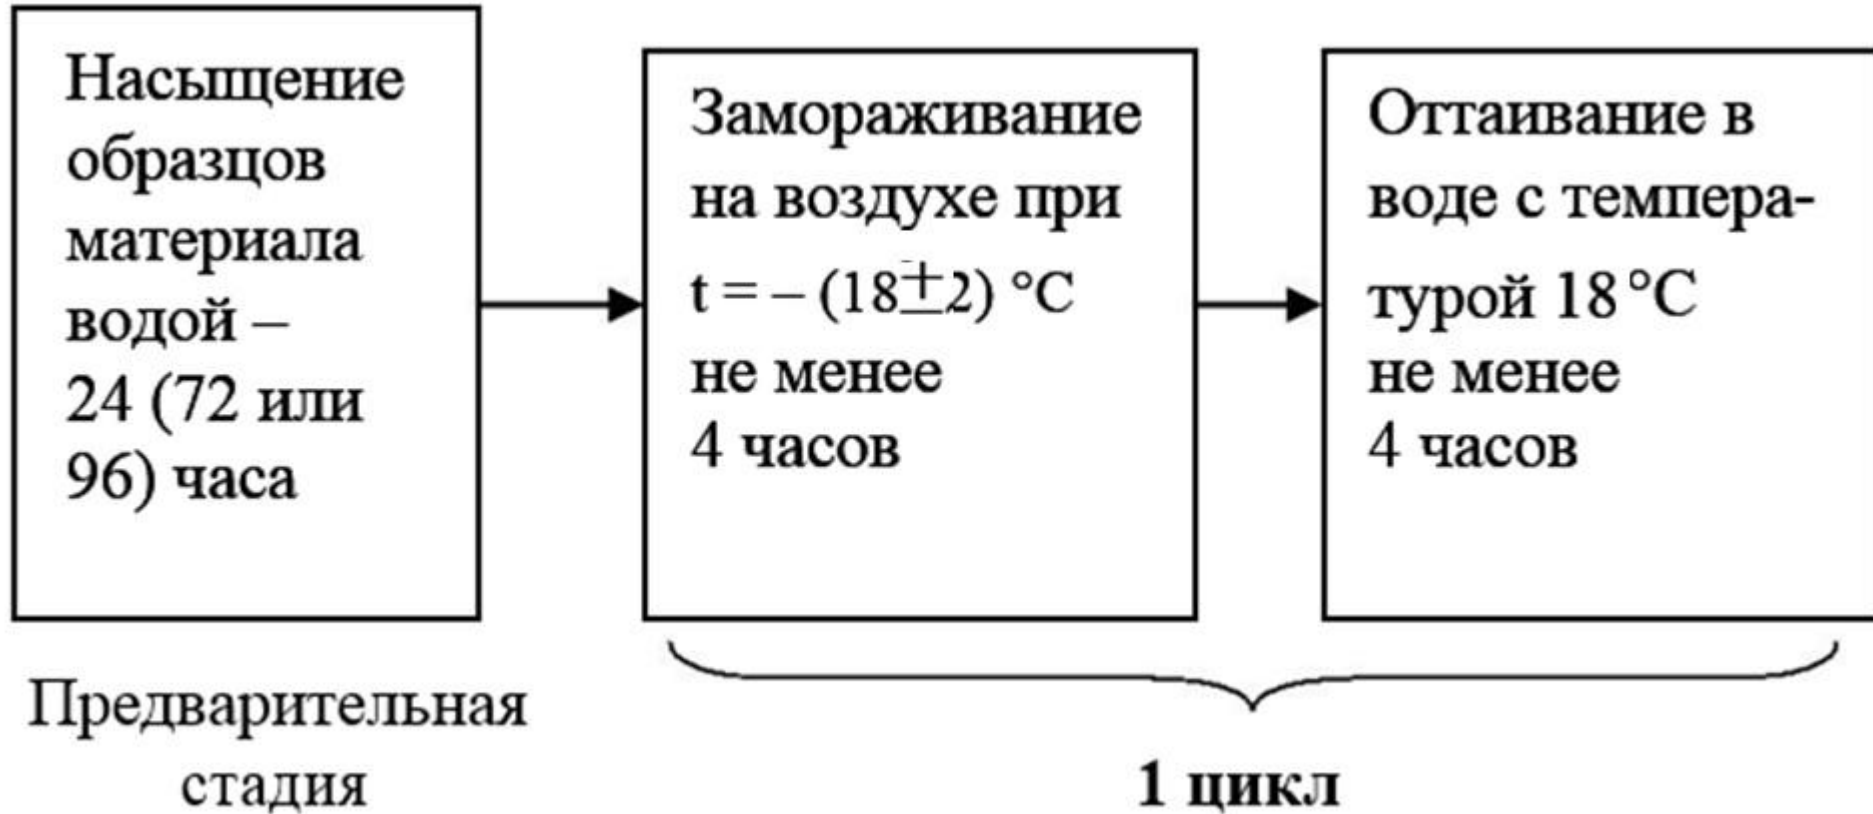 Насыщение
образцов
материала
водой –
24 (72 или
96) часа
Замораживание
на воздухе при
t = – (18±2) °C
не менее
4 часов
Оттаивание в
воде с темпера-
турой 18 °C
не менее
4 часов
Предварительная
стадия
1 цикл